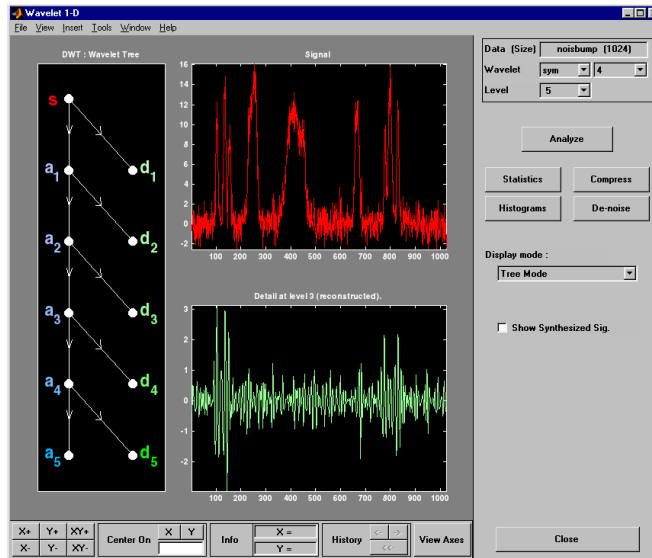 Wavelet 1-D
File View Insert Tools Window Help
DWT : Wavelet Tree
s
a1 d1
a2 d2
a3 d3
a4 d4
a5 d5
Signal
16
14
12
10
8
6
4
2
0
-2
100 200 300 400 500 600 700 800 900 1000
Detail at level 3 (reconstructed).
3
2
1
0
-1
-2
100 200 300 400 500 600 700 800 900 1000
Data (Size) noisbump (1024)
Wavelet sym 4
Level 5
Analyze
Statistics Compress
Histograms De-noise
Display mode :
Tree Mode
Show Synthesized Sig.
X+ Y+ XY+
X- Y- XY-
Center On X Y
Info X =
Y =
History <- ->
<<-
View Axes
Close